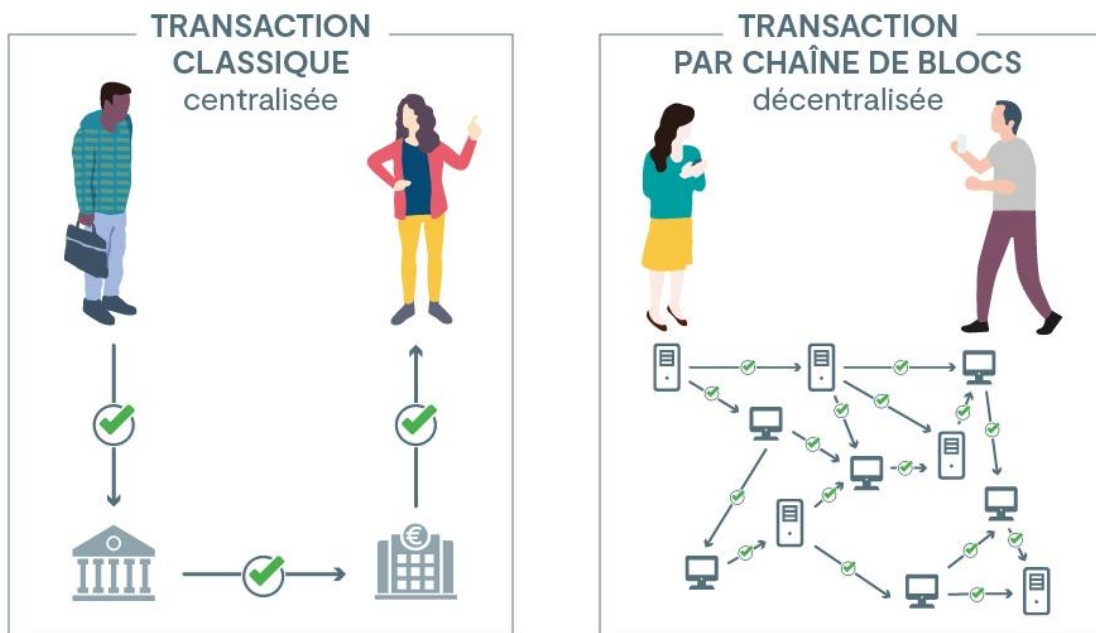 TRANSACTION
CLASSIQUE
centralisée
TRANSACTION
PAR CHAÎNE DE BLOCS
décentralisée
€